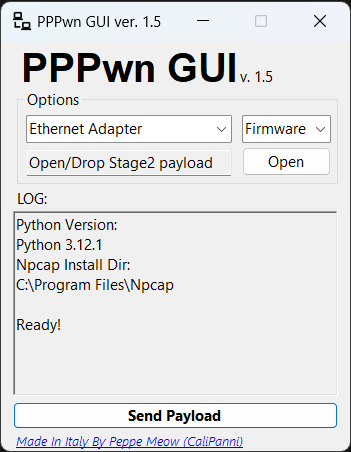 PPPwn GUI ver. 1.5
PPPwn GUI v. 1.5
Options
Ethernet Adapter Firmware
Open/Drop Stage2 payload Open
LOG:
Python Version:
Python 3.12.1
Npcap Install Dir:
C:\Program Files\Npcap
Ready!
Send Payload
Made In Italy By Peppe Meow (CaliPanni)